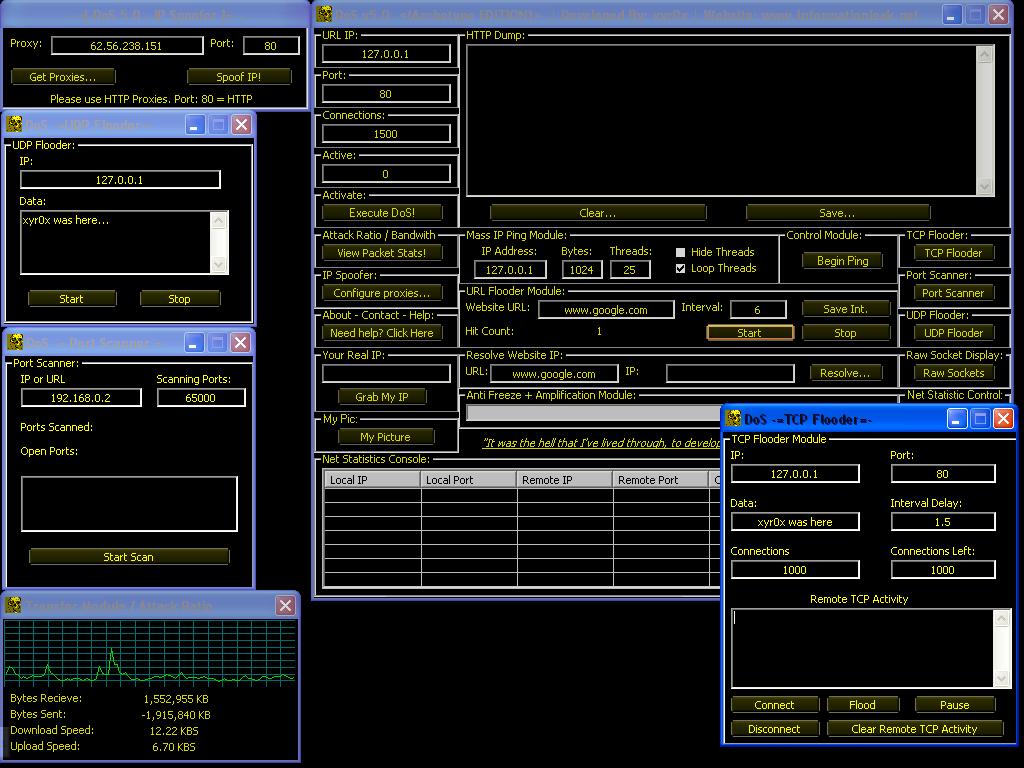 -[ DoS 5.0 - IP Spoofer ]-
Proxy: 62.56.238.151 Port: 80
Get Proxies... Spoof IP!
Please use HTTP Proxies. Port: 80 = HTTP
DoS -=UDP Flooder=-
UDP Flooder:
IP:
127.0.0.1
Data:
xyr0x was here...
Start Stop
Port Scanner
Port Scanner:
IP or URL Scanning Ports:
192.168.0.2 65000
Ports Scanned:
Open Ports:
Start Scan
Transfer Module / Attack Ratio
Bytes Recieve: 1,552,955 KB
Bytes Sent: -1,915,840 KB
Download Speed: 12.22 KBS
Upload Speed: 6.70 KBS
DoS v5.0 | Developed By: xyr0x | Website: www.informationleak.net
URL IP:
127.0.0.1
Port:
80
Connections:
1500
Active:
0
Activate:
Execute DoS!
Attack Ratio / Bandwith
View Packet Stats!
IP Spoofer:
Configure proxies...
About - Contact - Help:
Need help? Click Here
Your Real IP:
Grab My IP
My Pic:
My Picture
HTTP Dump:
Clear... Save...
Mass IP Ping Module:
IP Address: Bytes: Threads:
127.0.0.1 1024 25
Hide Threads
Loop Threads
Control Module:
Begin Ping
URL Flooder Module:
Website URL: www.google.com Interval: 6 Save Int.
Hit Count: 1 Start Stop
Resolve Website IP:
URL: www.google.com IP: Resolve...
Anti Freeze + Amplification Module:
"It was the hell that I've lived through, to develop
TCP Flooder:
TCP Flooder
Port Scanner:
Port Scanner
UDP Flooder:
UDP Flooder
Raw Socket Display:
Raw Sockets
Net Statistic Control:
Net Statistics Console:
Local IP Local Port Remote IP Remote Port C
DoS -=TCP Flooder=-
TCP Flooder Module
IP: Port:
127.0.0.1 80
Data: Interval Delay:
xyr0x was here 1.5
Connections Connections Left:
1000 1000
Remote TCP Activity
Connect Flood Pause
Disconnect Clear Remote TCP Activity